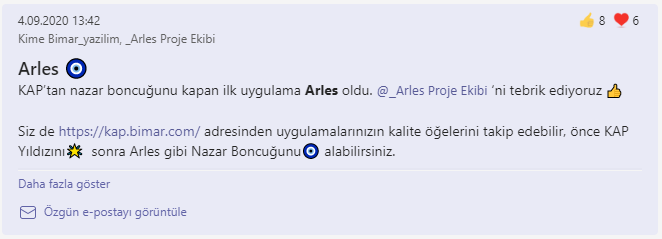 4.09.2020 13:42
👍 8 ❤️ 6
Kime Bimar_yazilim, _Arles Proje Ekibi
Arles 🧿
KAP'tan nazar boncuğunu kapan ilk uygulama Arles oldu. @_Arles Proje Ekibi 'ni tebrik ediyoruz 👍
Siz de https://kap.bimar.com/ adresinden uygulamalarınızın kalite öğelerini takip edebilir, önce KAP
Yıldızını🌟 sonra Arles gibi Nazar Boncuğunu🧿 alabilirsiniz.
Daha fazla göster
Özgün e-postayı görüntüle